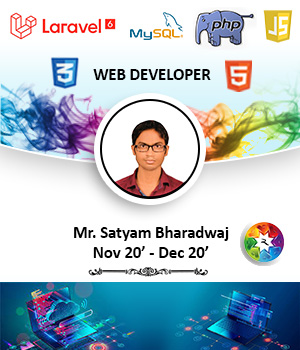 Laravel 6
MySQL
php
JS
3
WEB DEVELOPER
5
Mr. Satyam Bharadwaj
Nov 20’ - Dec 20’